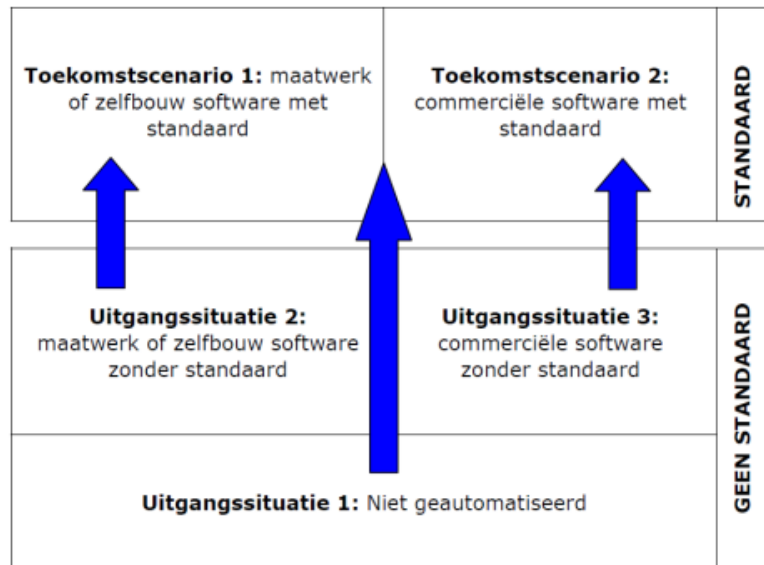 Toekomstscenario 1: maatwerk
of zelfbouw software met
standaard
Toekomstscenario 2:
commerciële software met
standaard
STANDAARD
Uitgangssituatie 2:
maatwerk of zelfbouw software
zonder standaard
Uitgangssituatie 3:
commerciële software
zonder standaard
GEEN STANDAARD
Uitgangssituatie 1: Niet geautomatiseerd